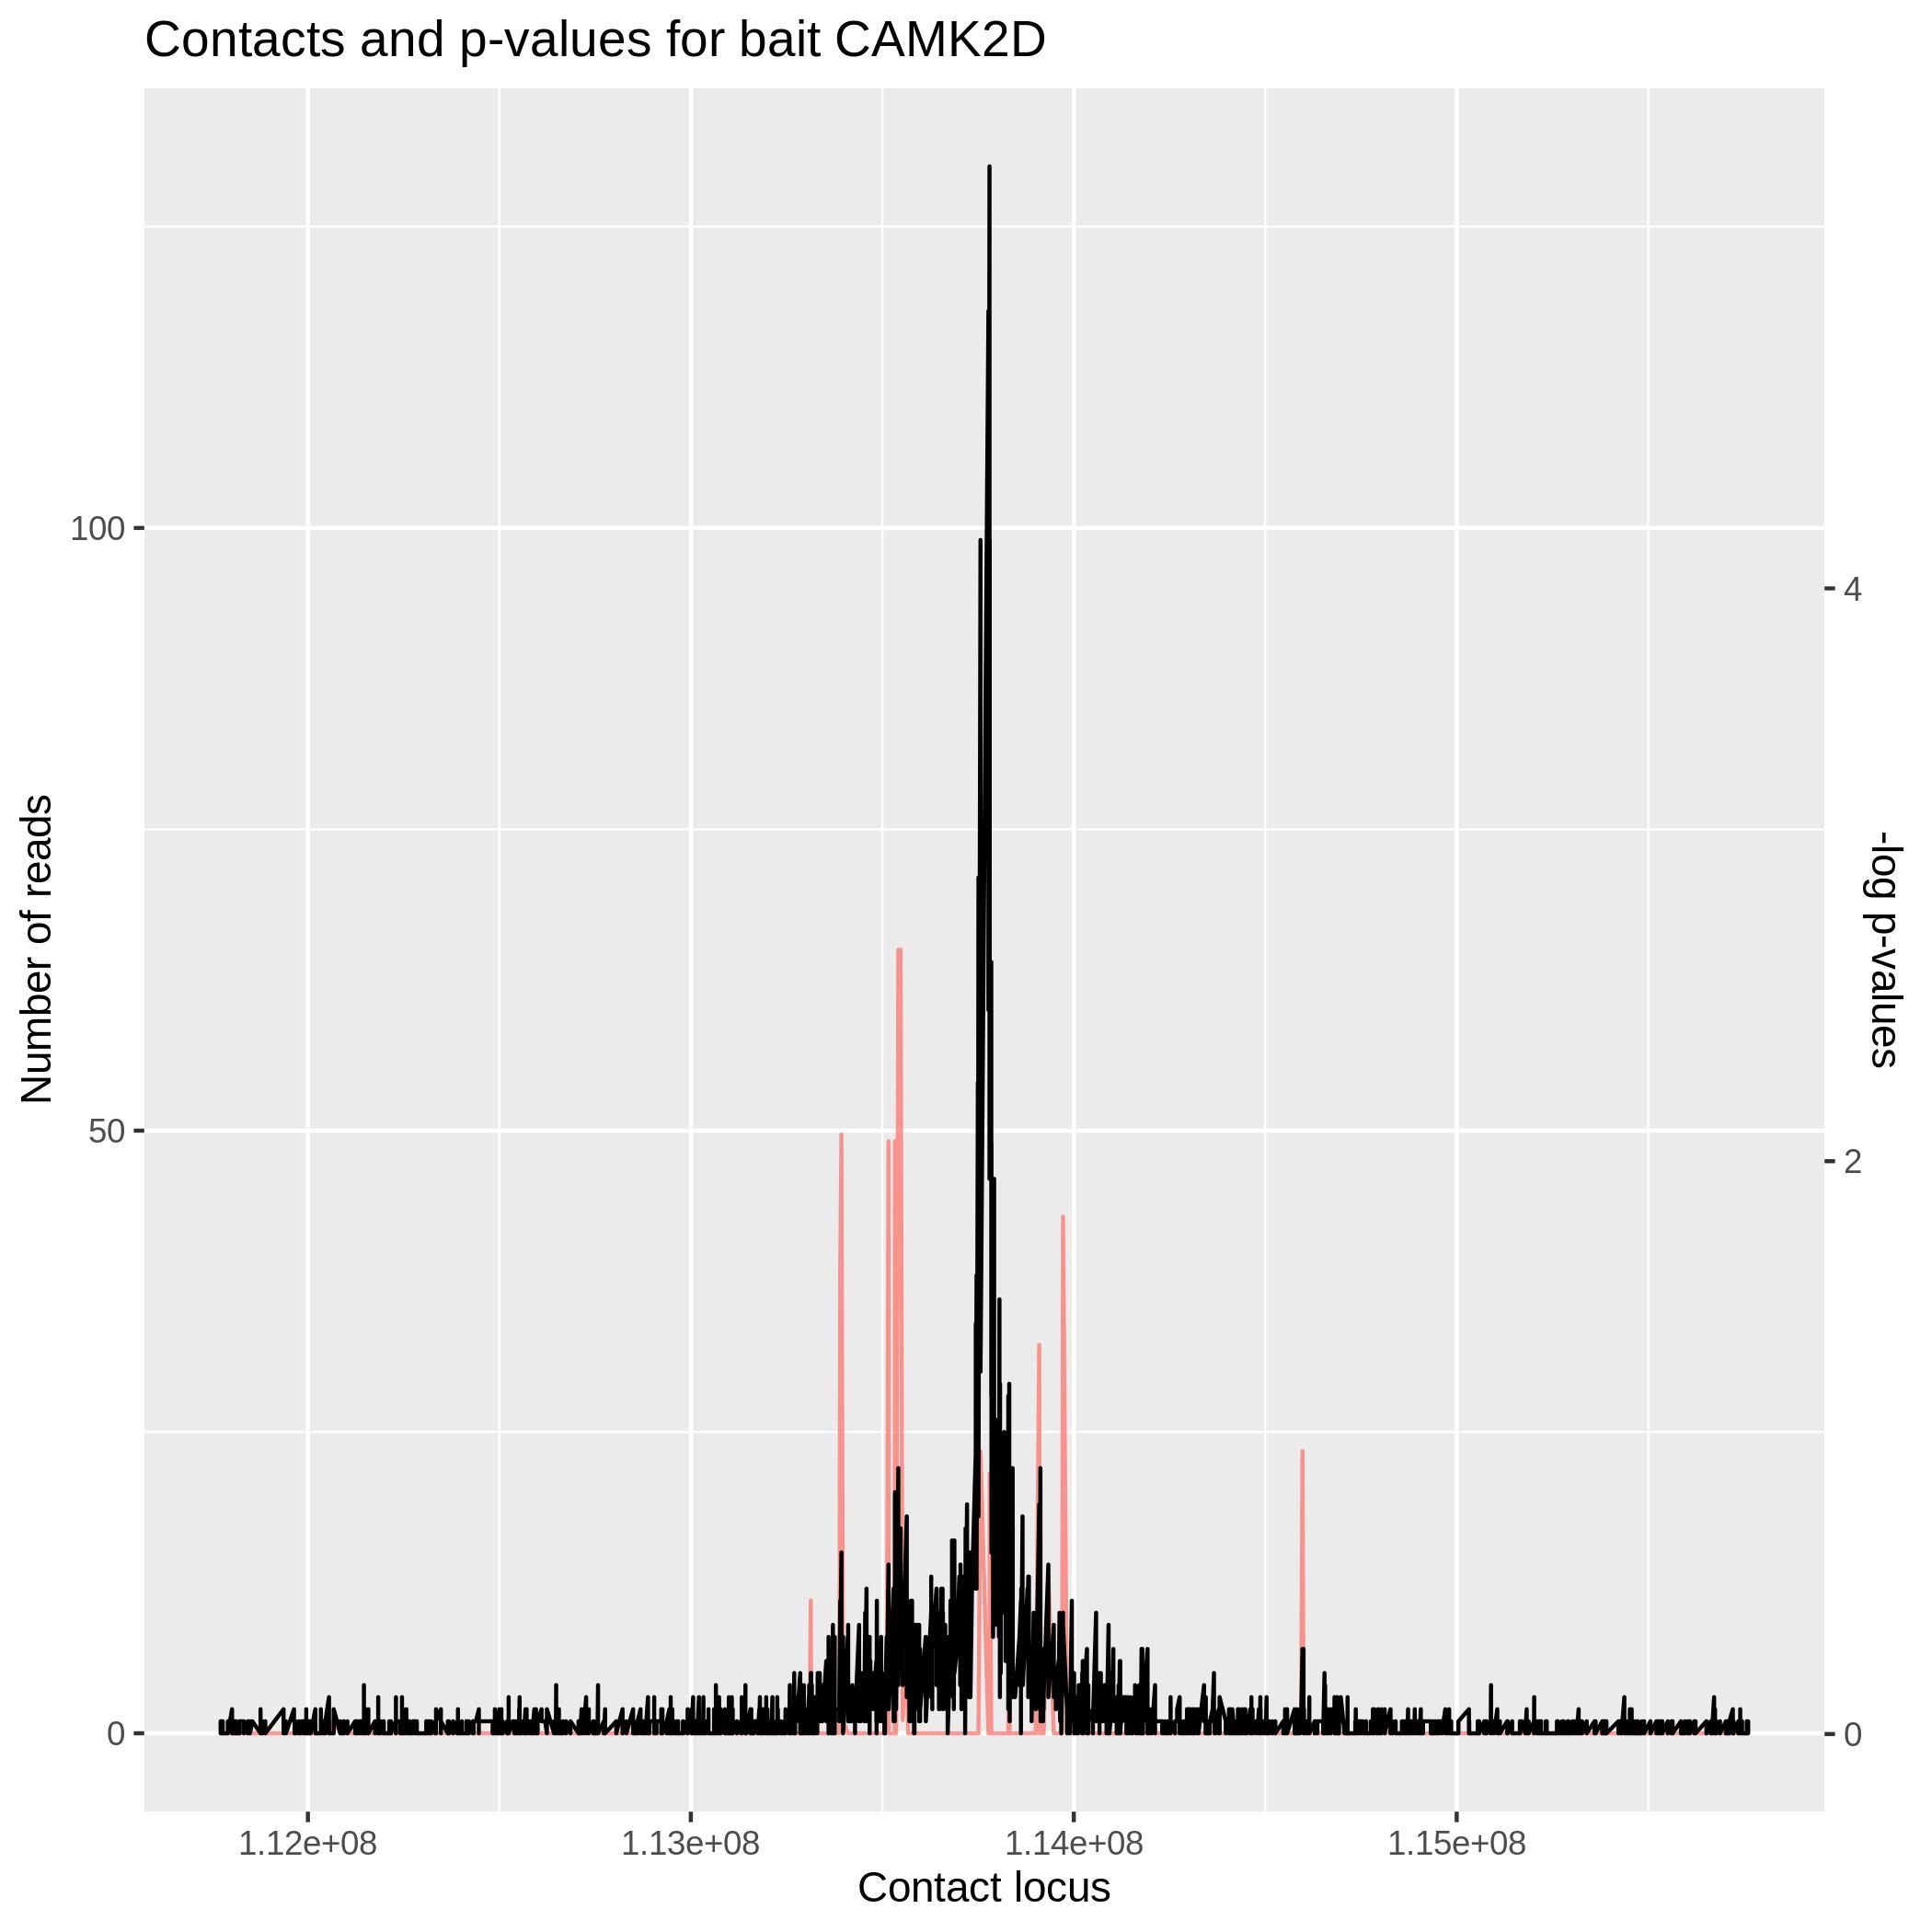 Contacts and p-values for bait CAMK2D
Number of reads
100
50
0
4
2
0
-log p-values
1.12e+08
1.13e+08
1.14e+08
1.15e+08
Contact locus